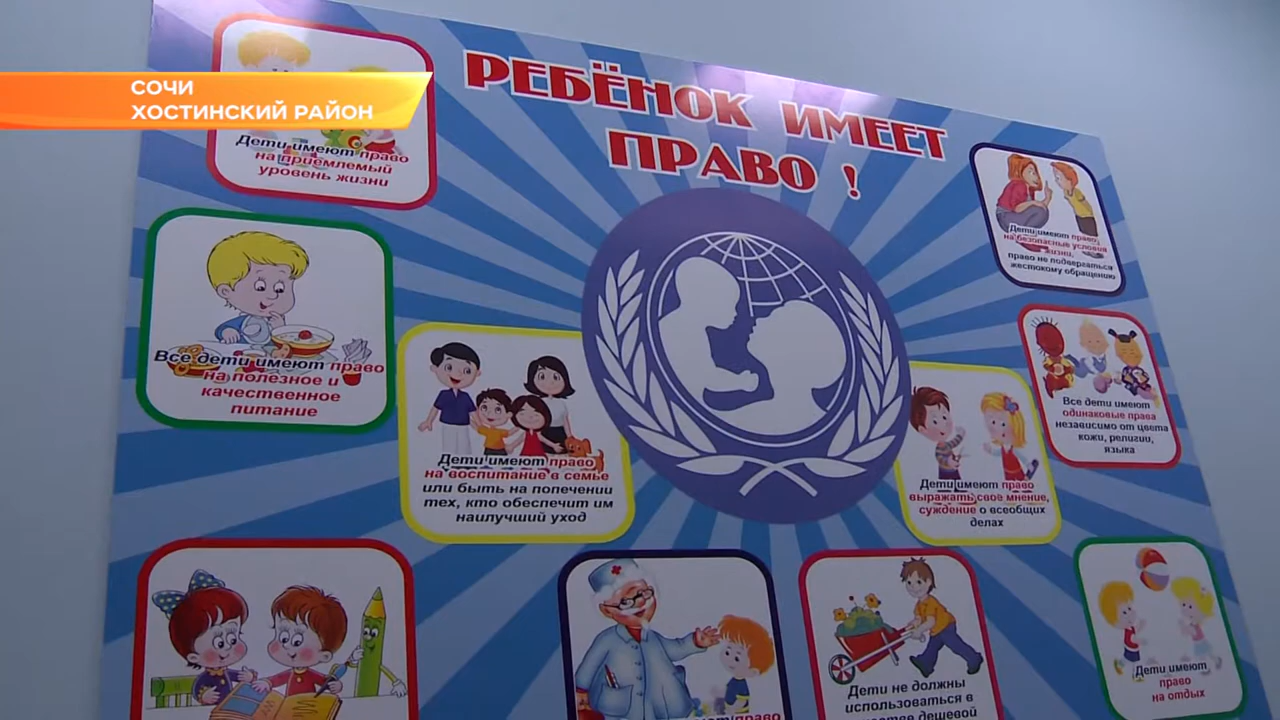 СОЧИ
ХОСТИНСКИЙ РАЙОН
РЕБЁНОК ИМЕЕТ
ПРАВО !
Дети имеют право
на приемлемый
уровень жизни
Дети имеют право
на безопасные условия
жизни,
право не подвергаться
жестокому обращению
Все дети имеют право
на полезное и
качественное
питание
Дети имеют право
на воспитание в семье
или быть на попечении
тех, кто обеспечит им
наилучший уход
Дети имеют право
выражать своё мнение,
суждение о всеобщих
делах
Все дети имеют
одинаковые права
независимо от цвета
кожи, религии,
языка
право
Дети не должны
использоваться в
дешевой
Дети имеют
право
на отдых